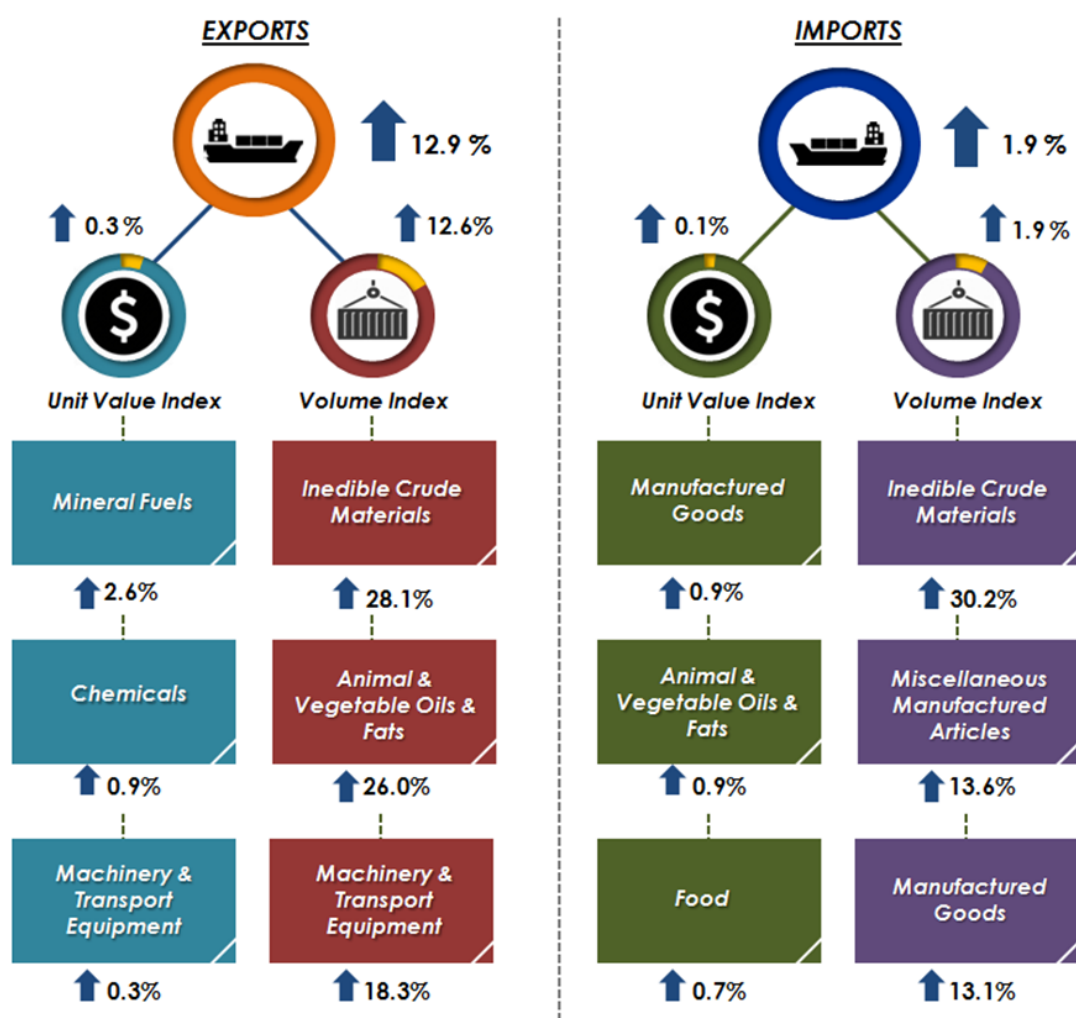 EXPORTS
IMPORTS
12.9 %
1.9 %
0.3 %
12.6%
0.1%
1.9 %
$
$
Unit Value Index
Volume Index
Unit Value Index
Volume Index
Mineral Fuels
Inedible Crude
Materials
Manufactured
Goods
Inedible Crude
Materials
2.6%
28.1%
0.9%
30.2%
Chemicals
Animal &
Vegetable Oils &
Fats
Animal &
Vegetable Oils &
Fats
Miscellaneous
Manufactured
Articles
0.9%
26.0%
0.9%
13.6%
Machinery &
Transport
Equipment
Machinery &
Transport
Equipment
Food
Manufactured
Goods
0.3%
18.3%
0.7%
13.1%